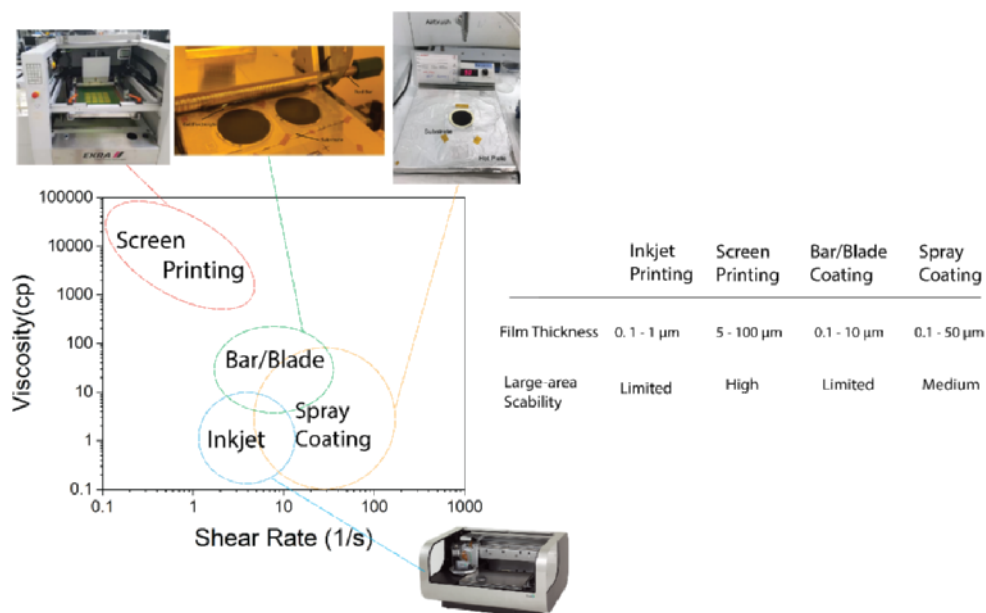 Airbrush
Substrate
Hot Plate
EKRA
100000
10000
1000
100
10
1
0.1
Viscosity(cp)
Screen
Printing
Bar/Blade
Inkjet
Spray
Coating
0.1
1
10
100
1000
Shear Rate (1/s)
Inkjet Printing
Screen Printing
Bar/Blade Coating
Spray Coating
Film Thickness
0. 1 - 1 μm
5 - 100 μm
0.1 - 10 μm
0.1 - 50 μm
Large-area Scability
Limited
High
Limited
Medium